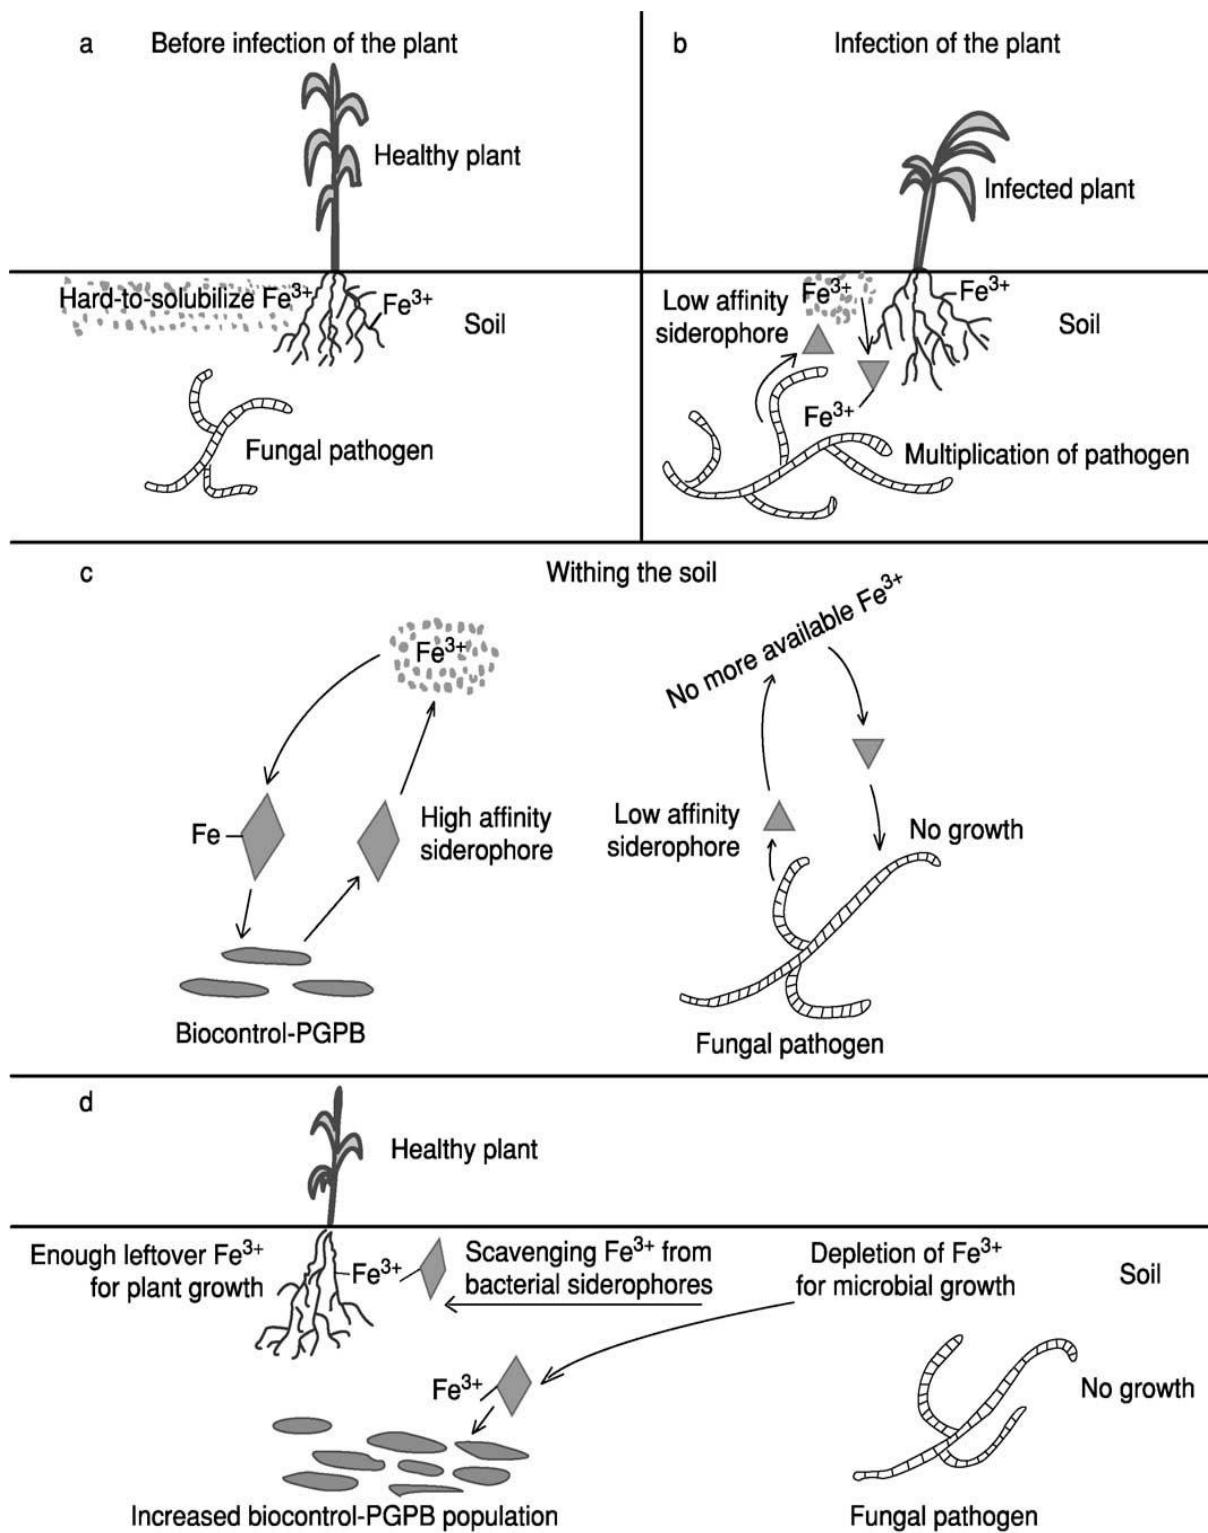 a Before infection of the plant
Healthy plant
Hard-to-solubilize Fe3+
Fe3+
Soil
Fungal pathogen
b Infection of the plant
Infected plant
Low affinity
siderophore
Fe3+
Fe3+
Soil
Fe3+
Multiplication of pathogen
c Withing the soil
Fe3+
Fe
High affinity
siderophore
Biocontrol-PGPB
No more available Fe3+
Low affinity
siderophore
No growth
Fungal pathogen
d
Healthy plant
Enough leftover Fe3+
for plant growth
Fe3+
Scavenging Fe3+ from
bacterial siderophores
Depletion of Fe3+
for microbial growth
Soil
Fe3+
No growth
Increased biocontrol-PGPB population
Fungal pathogen